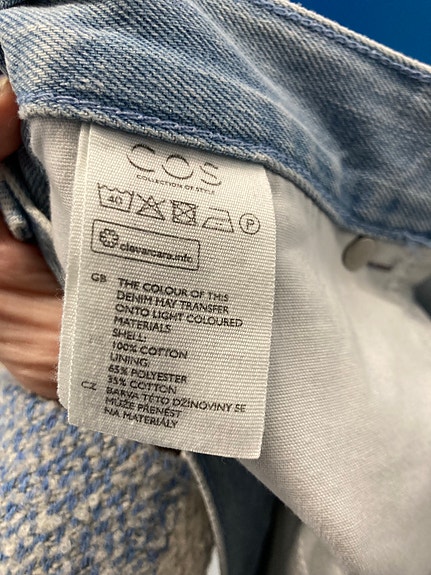 COS
COLLECTION OF STYLE
40 P
clevercare.info
GB THE COLOUR OF THIS
DENIM MAY TRANSFER
ONTO LIGHT COLOURED
MATERIALS
SHELL:
100% COTTON
LINING:
65% POLYESTER
35% COTTON
CZ BARVA TÉTO DŽÍNOVINY SE
MŮŽE PŘENÉST
NA MATERIÁLY